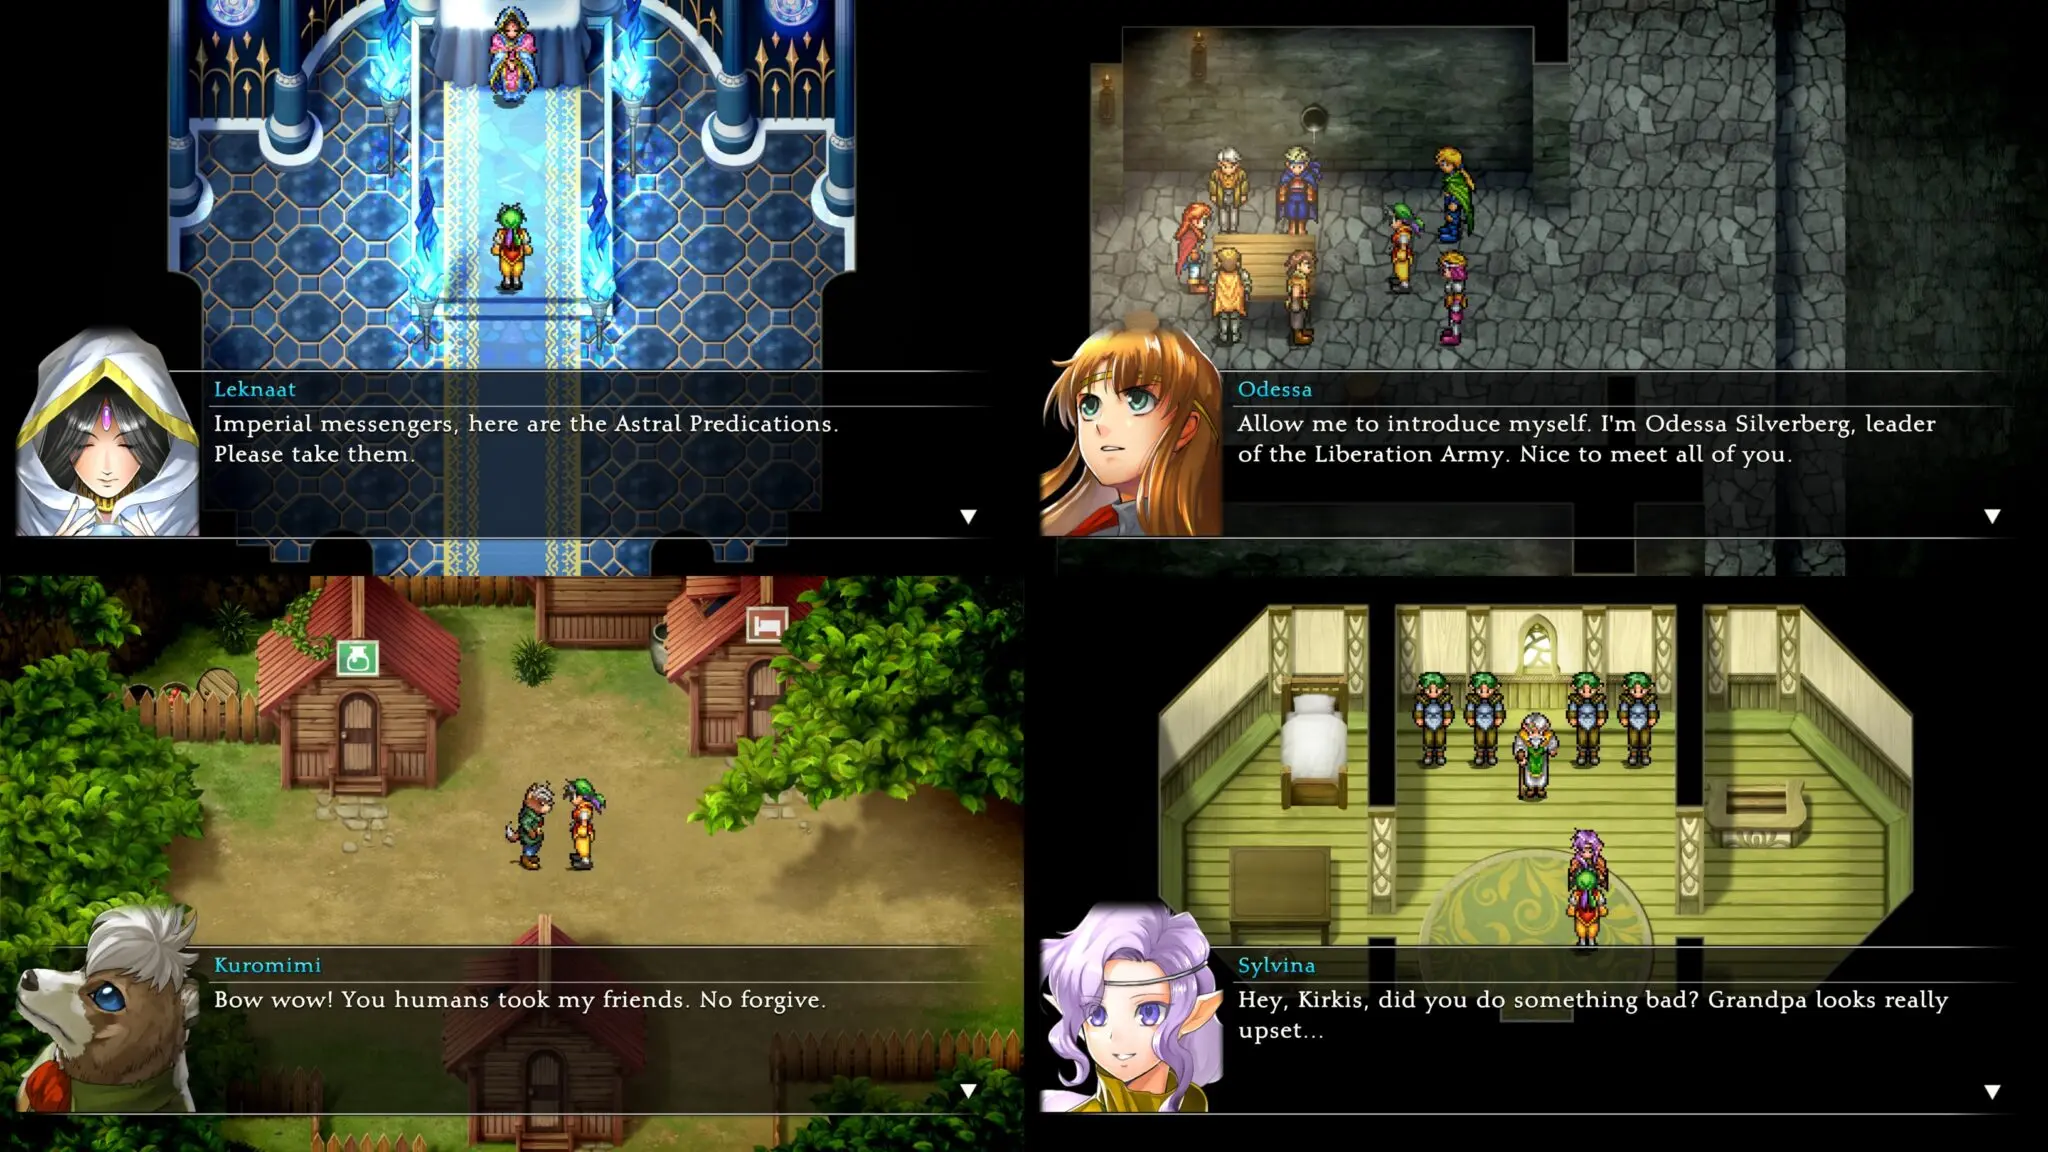 Leknaat
Imperial messengers, here are the Astral Predications.
Please take them.
Odessa
Allow me to introduce myself. I'm Odessa Silverberg, leader
of the Liberation Army. Nice to meet all of you.
Kuromimi
Bow wow! You humans took my friends. No forgive.
Sylvina
Hey, Kirkis, did you do something bad? Grandpa looks really
upset...